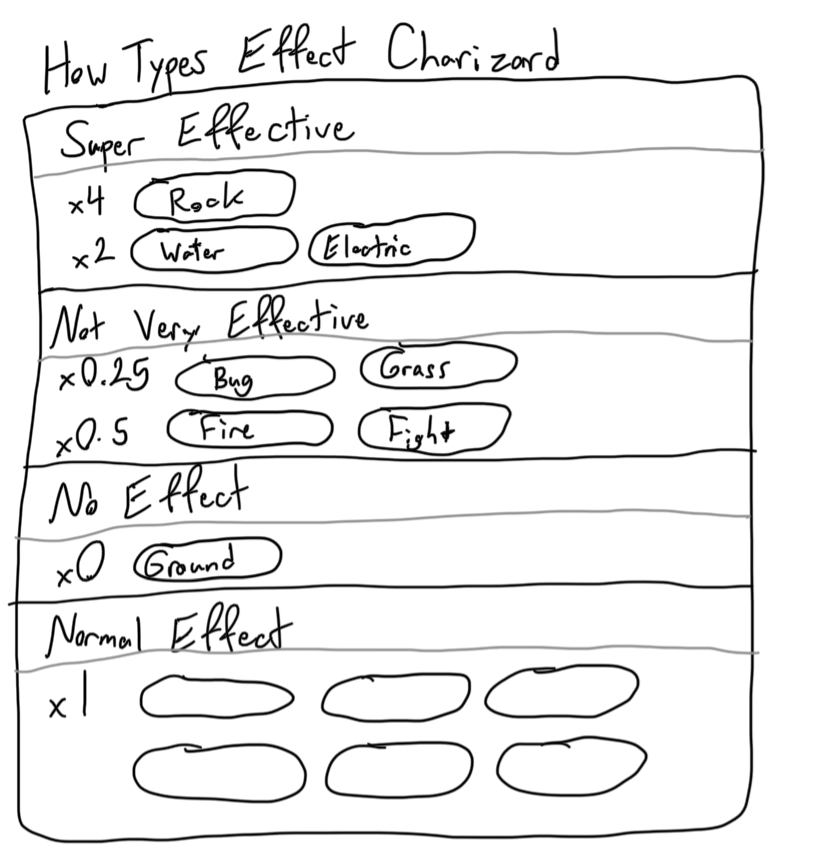 How Types Effect Charizard
Super Effective
x4 Rock
x2 Water Electric
Not Very Effective
x0.25 Bug Grass
x0.5 Fire Fight
No Effect
x0 Ground
Normal Effect
x1